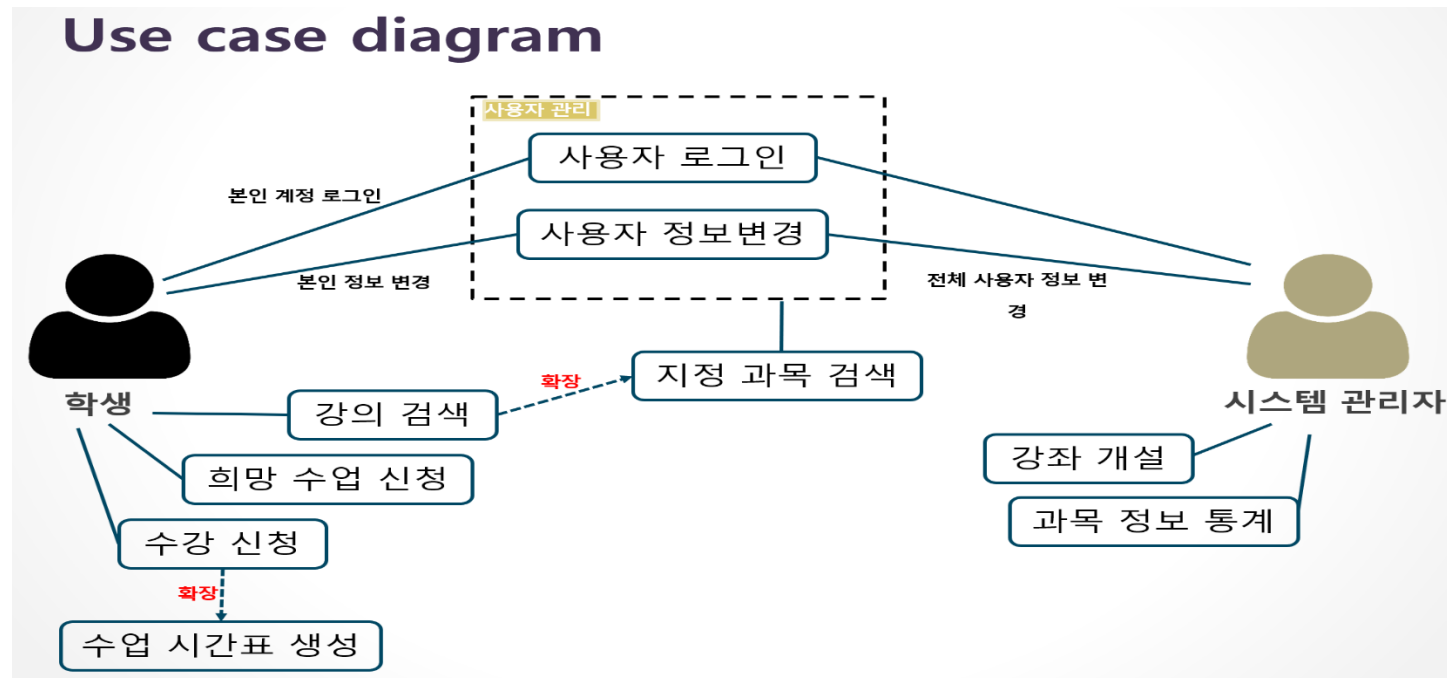 Use case diagram
사용자 관리
사용자 로그인
본인 계정 로그인
사용자 정보변경
본인 정보 변경
전체 사용자 정보 변
경
지정 과목 검색
확장
학생
강의 검색
시스템 관리자
강좌 개설
희망 수업 신청
과목 정보 통계
수강 신청
확장
수업 시간표 생성